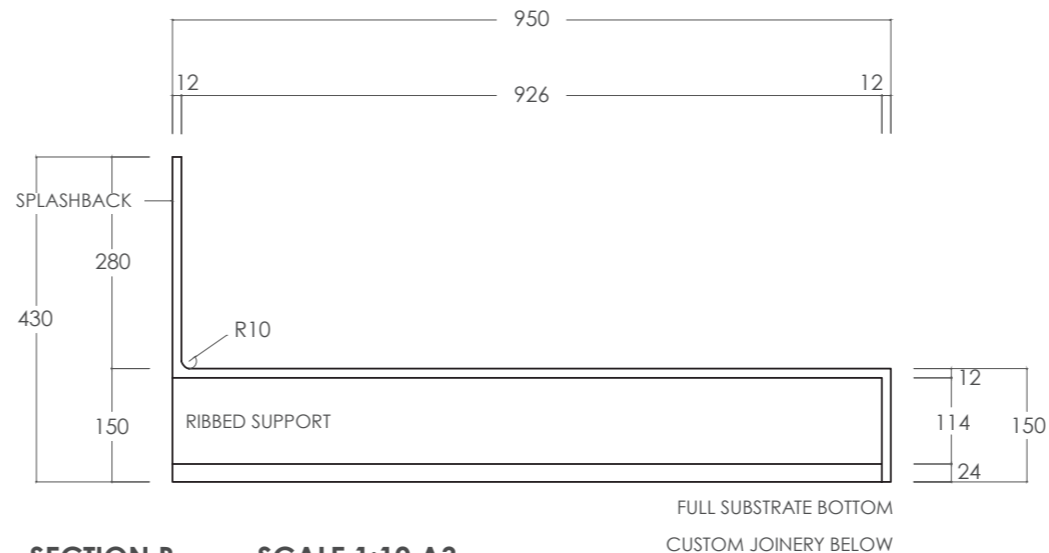 950
12 926 12
SPLASHBACK
280
430
R10
12
RIBBED SUPPORT
150 114 150
24
FULL SUBSTRATE BOTTOM
CUSTOM JOINERY BELOW
SECTION B SCALE 1:10 A3